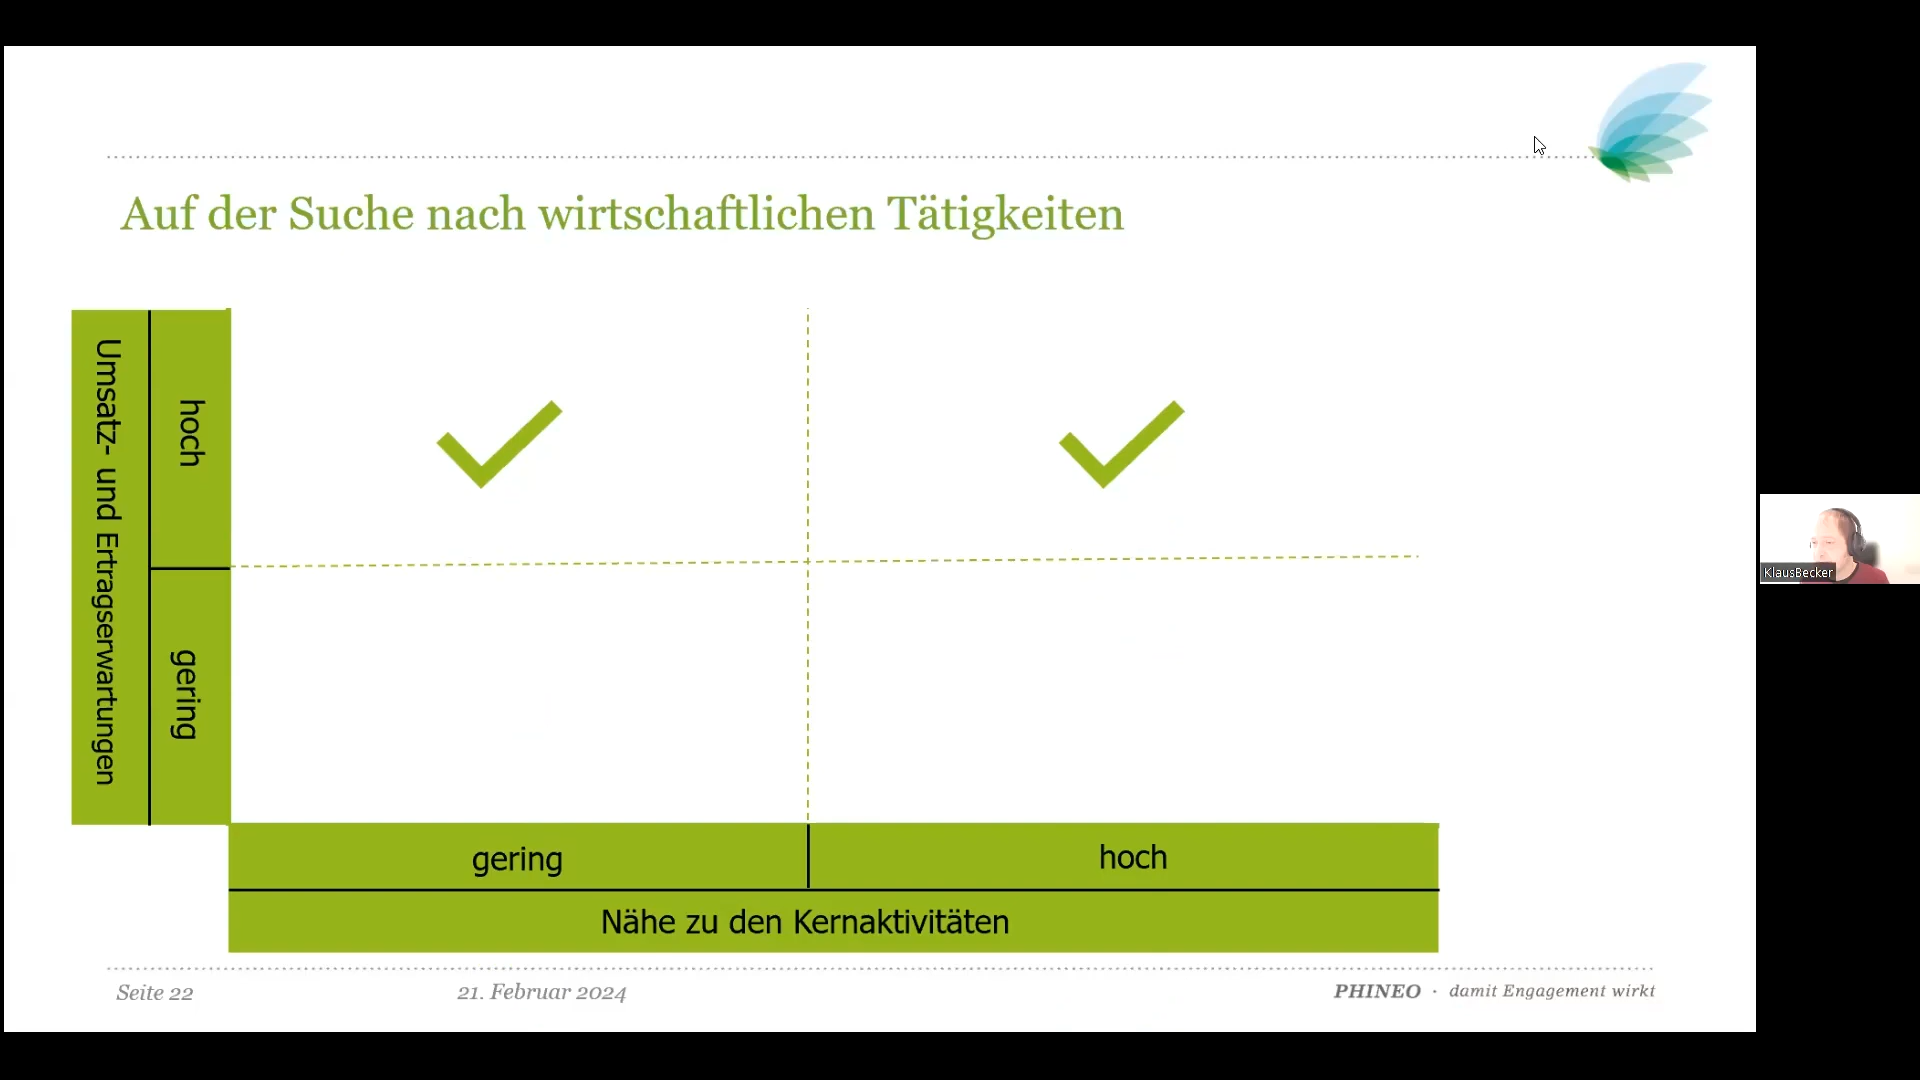 Auf der Suche nach wirtschaftlichen Tätigkeiten
Umsatz- und Ertragserwartungen
hoch
gering
gering
hoch
Nähe zu den Kernaktivitäten
KlausBecker
Seite 22
21. Februar 2024
PHINEO · damit Engagement wirkt